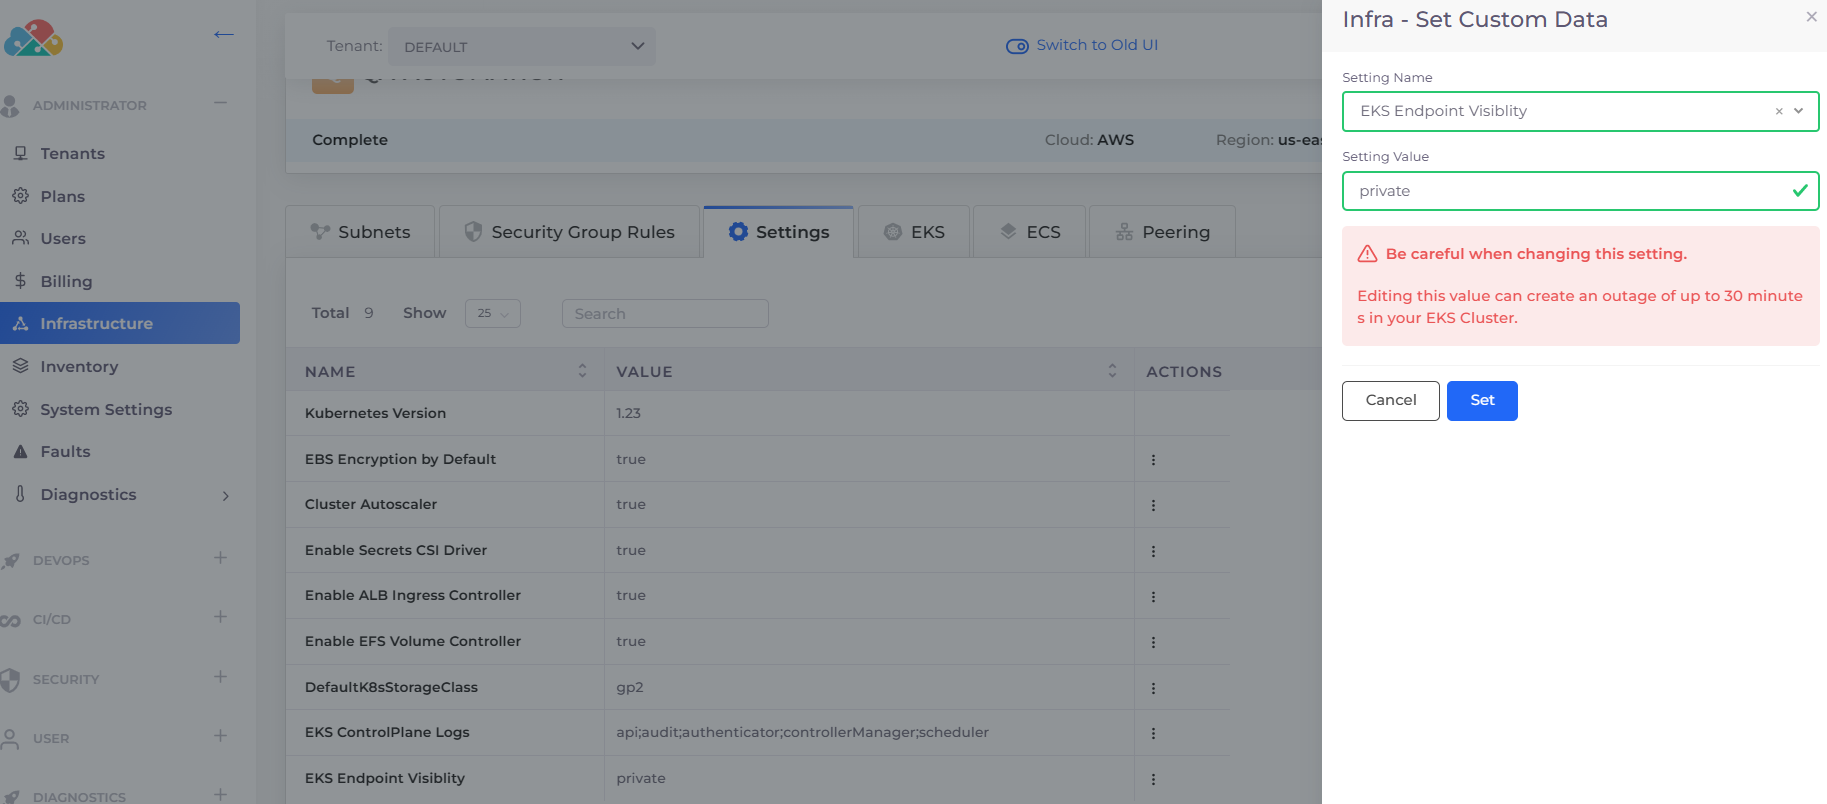 Infra - Set Custom Data
×
Tenant: DEFAULT
Switch to Old UI
Setting Name
EKS Endpoint Visiblity
×
ADMINISTRATOR
Complete
Cloud: AWS
Region:
Setting Value
private
Tenants
Plans
Users
Billing
Infrastructure
Inventory
System Settings
Faults
Diagnostics
DEVOPS
CI/CD
SECURITY
USER
DIAGNOSTICS
Subnets
Security Group Rules
Settings
EKS
ECS
Peering
Total 9 Show 25 Search
NAME VALUE ACTIONS
Kubernetes Version 1.23
EBS Encryption by Default true
Cluster Autoscaler true
Enable Secrets CSI Driver true
Enable ALB Ingress Controller true
Enable EFS Volume Controller true
DefaultK8sStorageClass gp2
EKS ControlPlane Logs api;audit;authenticator;controllerManager;scheduler
EKS Endpoint Visiblity private
Be careful when changing this setting.
Editing this value can create an outage of up to 30 minute
s in your EKS Cluster.
Cancel
Set